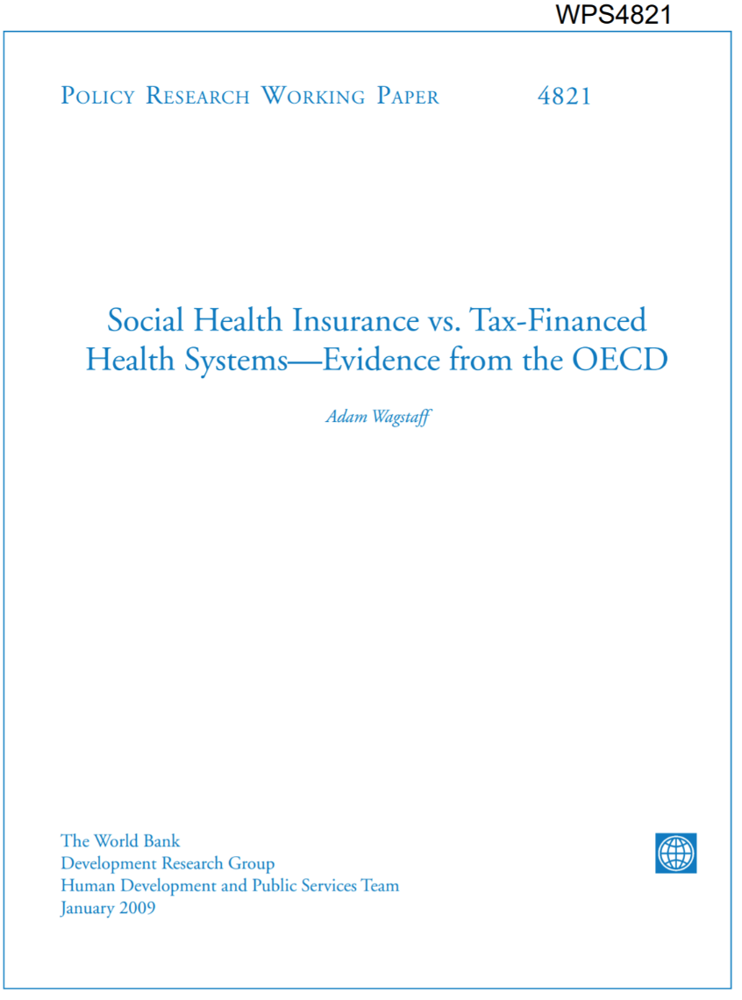 WPS4821
Policy Research Working Paper 4821
Social Health Insurance vs. Tax-Financed
Health Systems—Evidence from the OECD
Adam Wagstaff
The World Bank
Development Research Group
Human Development and Public Services Team
January 2009